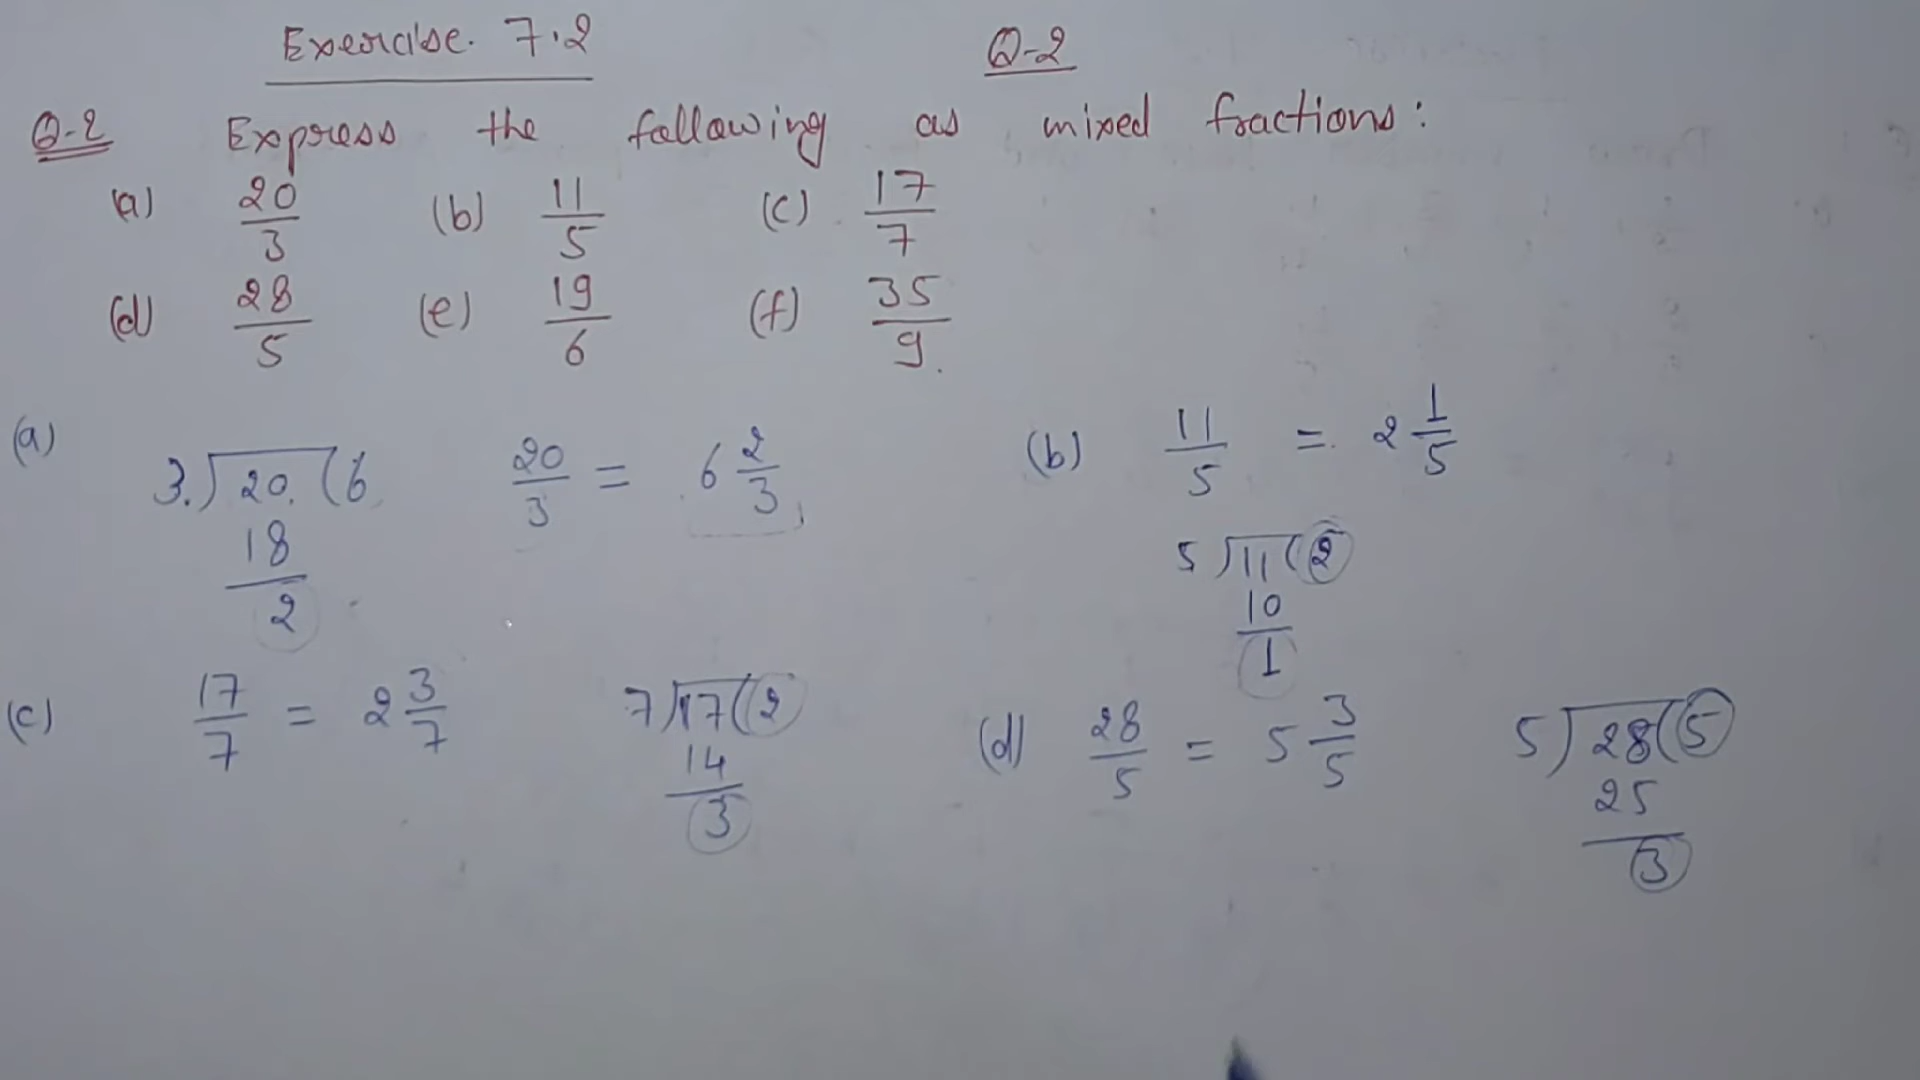 Exercise. 7.2 Q-2
Q-2 Express the following as mixed fractions:
(a) 20/3 (b) 11/5 (c) 17/7
(d) 28/5 (e) 19/6 (f) 35/9.
(a) 3.)20.(6 20/3 = 6 2/3
18
2
(b) 11/5 = 2 1/5
5)11(2
10
1
(c) 17/7 = 2 3/7 7)17(2
14
3
(d) 28/5 = 5 3/5 5)28(5
25
3